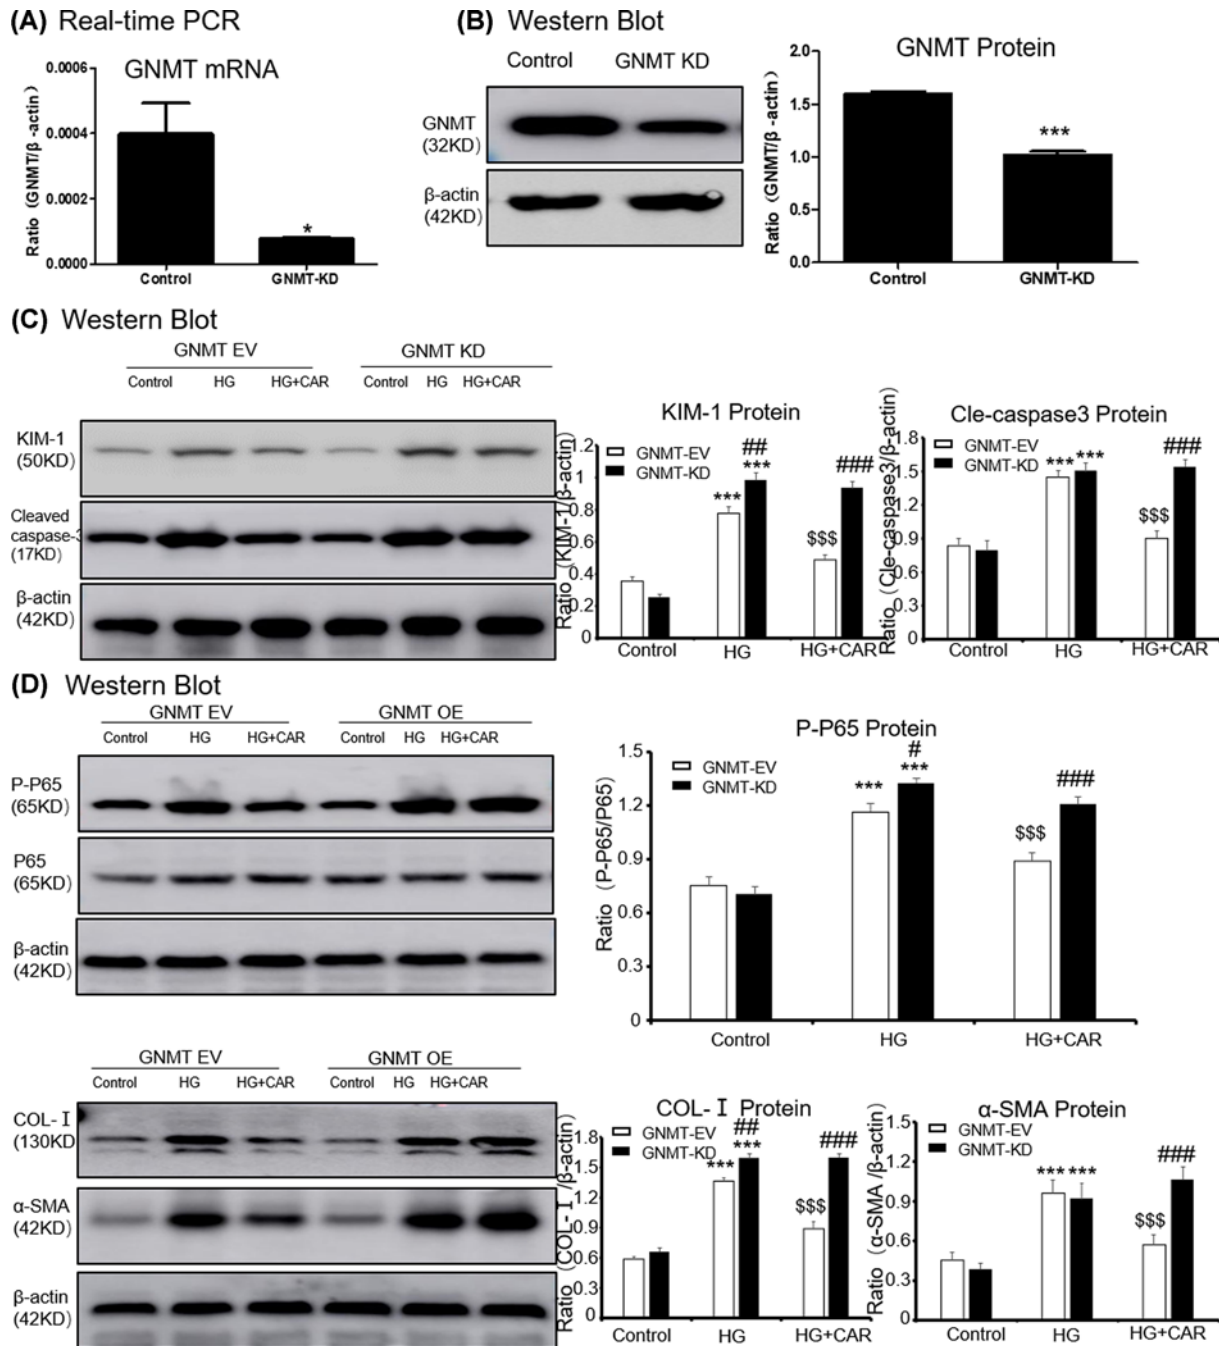 (A) Real-time PCR
GNMT mRNA
Ratio（GNMT/β-actin）
0.0006
0.0004
0.0002
0.0000
*
Control
GNMT-KD
(B) Western Blot
Control
GNMT KD
GNMT
(32KD)
β-actin
(42KD)
GNMT Protein
Ratio（GNMT/β-actin）
2.0
1.5
1.0
0.5
0.0
***
Control
GNMT-KD
(C) Western Blot
GNMT EV
GNMT KD
Control
HG
HG+CAR
Control
HG
HG+CAR
KIM-1
(50KD)
Cleaved
caspase-3
(17KD)
β-actin
(42KD)
KIM-1 Protein
Ratio（KIM-1/β-actin）
1.2
1
0.8
0.6
0.4
0.2
0
GNMT-EV
GNMT-KD
***
##
***
$$$
###
Control
HG
HG+CAR
Cle-caspase3 Protein
Ratio（Cle-caspase3/β-actin）
1.8
1.5
1.2
0.9
0.6
0.3
0
GNMT-EV
GNMT-KD
***
***
$$$
###
Control
HG
HG+CAR
(D) Western Blot
GNMT EV
GNMT OE
Control
HG
HG+CAR
Control
HG
HG+CAR
P-P65
(65KD)
P65
(65KD)
β-actin
(42KD)
P-P65 Protein
Ratio（P-P65/P65）
1.5
1.2
0.9
0.6
0.3
0
GNMT-EV
GNMT-KD
***
#
***
$$$
###
Control
HG
HG+CAR
GNMT EV
GNMT OE
Control
HG
HG+CAR
Control
HG
HG+CAR
COL-Ⅰ
(130KD
α-SMA
(42KD)
β-actin
(42KD)
COL-Ⅰ Protein
Ratio（COL-Ⅰ/β-actin）
1.8
1.5
1.2
0.9
0.6
0.3
0
GNMT-EV
GNMT-KD
***
##
***
$$$
###
Control
HG
HG+CAR
α-SMA Protein
Ratio（α-SMA/β-actin）
1.5
1.2
0.9
0.6
0.3
0
GNMT-EV
GNMT-KD
***
***
$$$
###
Control
HG
HG+CAR